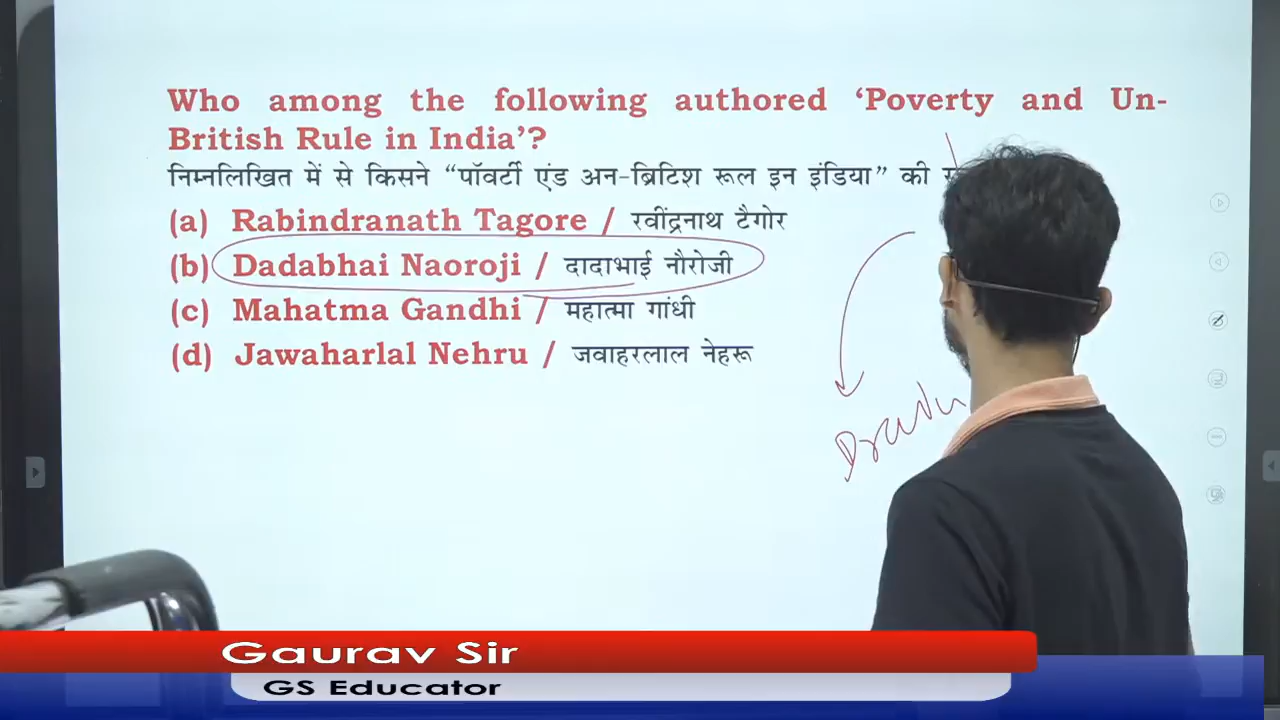 Who among the following authored ‘Poverty and Un-
British Rule in India’?
निम्नलिखित में से किसने “पॉवर्टी एंड अन-ब्रिटिश रूल इन इंडिया” की
(a) Rabindranath Tagore / रवींद्रनाथ टैगोर
(b) Dadabhai Naoroji / दादाभाई नौरोजी
(c) Mahatma Gandhi / महात्मा गांधी
(d) Jawaharlal Nehru / जवाहरलाल नेहरू
Gaurav Sir
GS Educator